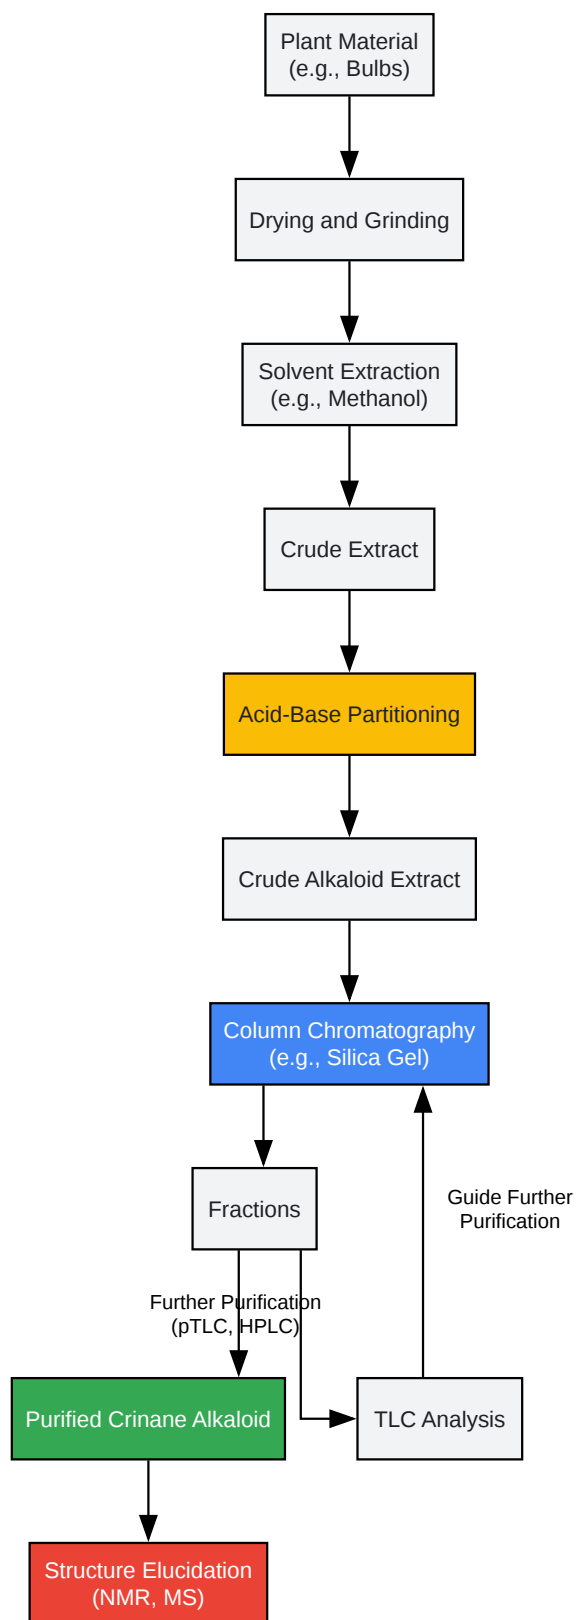 Plant Material
(e.g., Bulbs)
Drying and Grinding
Solvent Extraction
(e.g., Methanol)
Crude Extract
Acid-Base Partitioning
Crude Alkaloid Extract
Column Chromatography
(e.g., Silica Gel)
Fractions
Guide Further
Purification
Further Purification
(pTLC, HPLC)
Purified Crinane Alkaloid
TLC Analysis
Structure Elucidation
(NMR, MS)